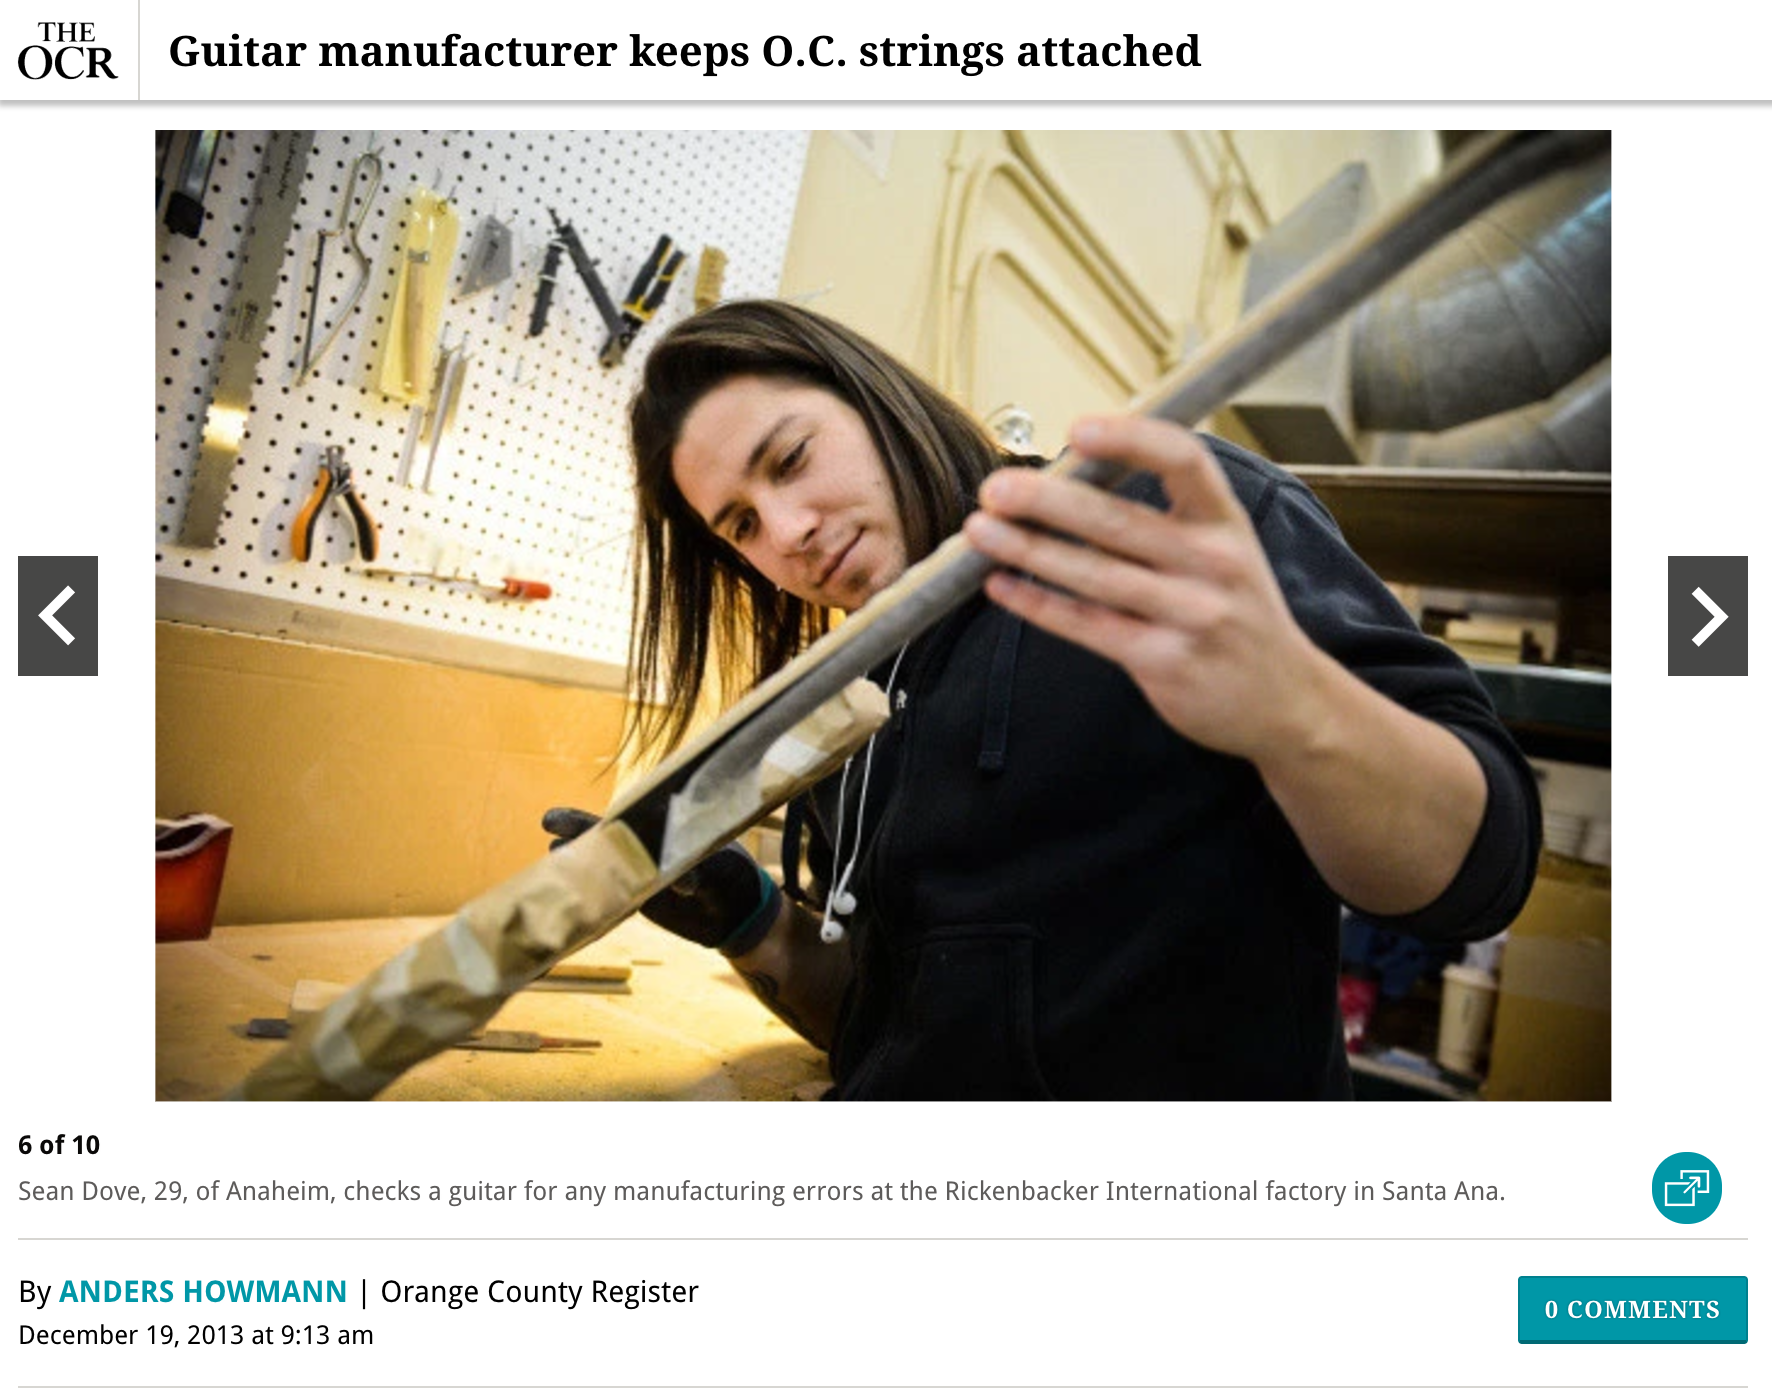 THE
OCR
Guitar manufacturer keeps O.C. strings attached
6 of 10
Sean Dove, 29, of Anaheim, checks a guitar for any manufacturing errors at the Rickenbacker International factory in Santa Ana.
By ANDERS HOWMANN | Orange County Register
0 COMMENTS
December 19, 2013 at 9:13 am